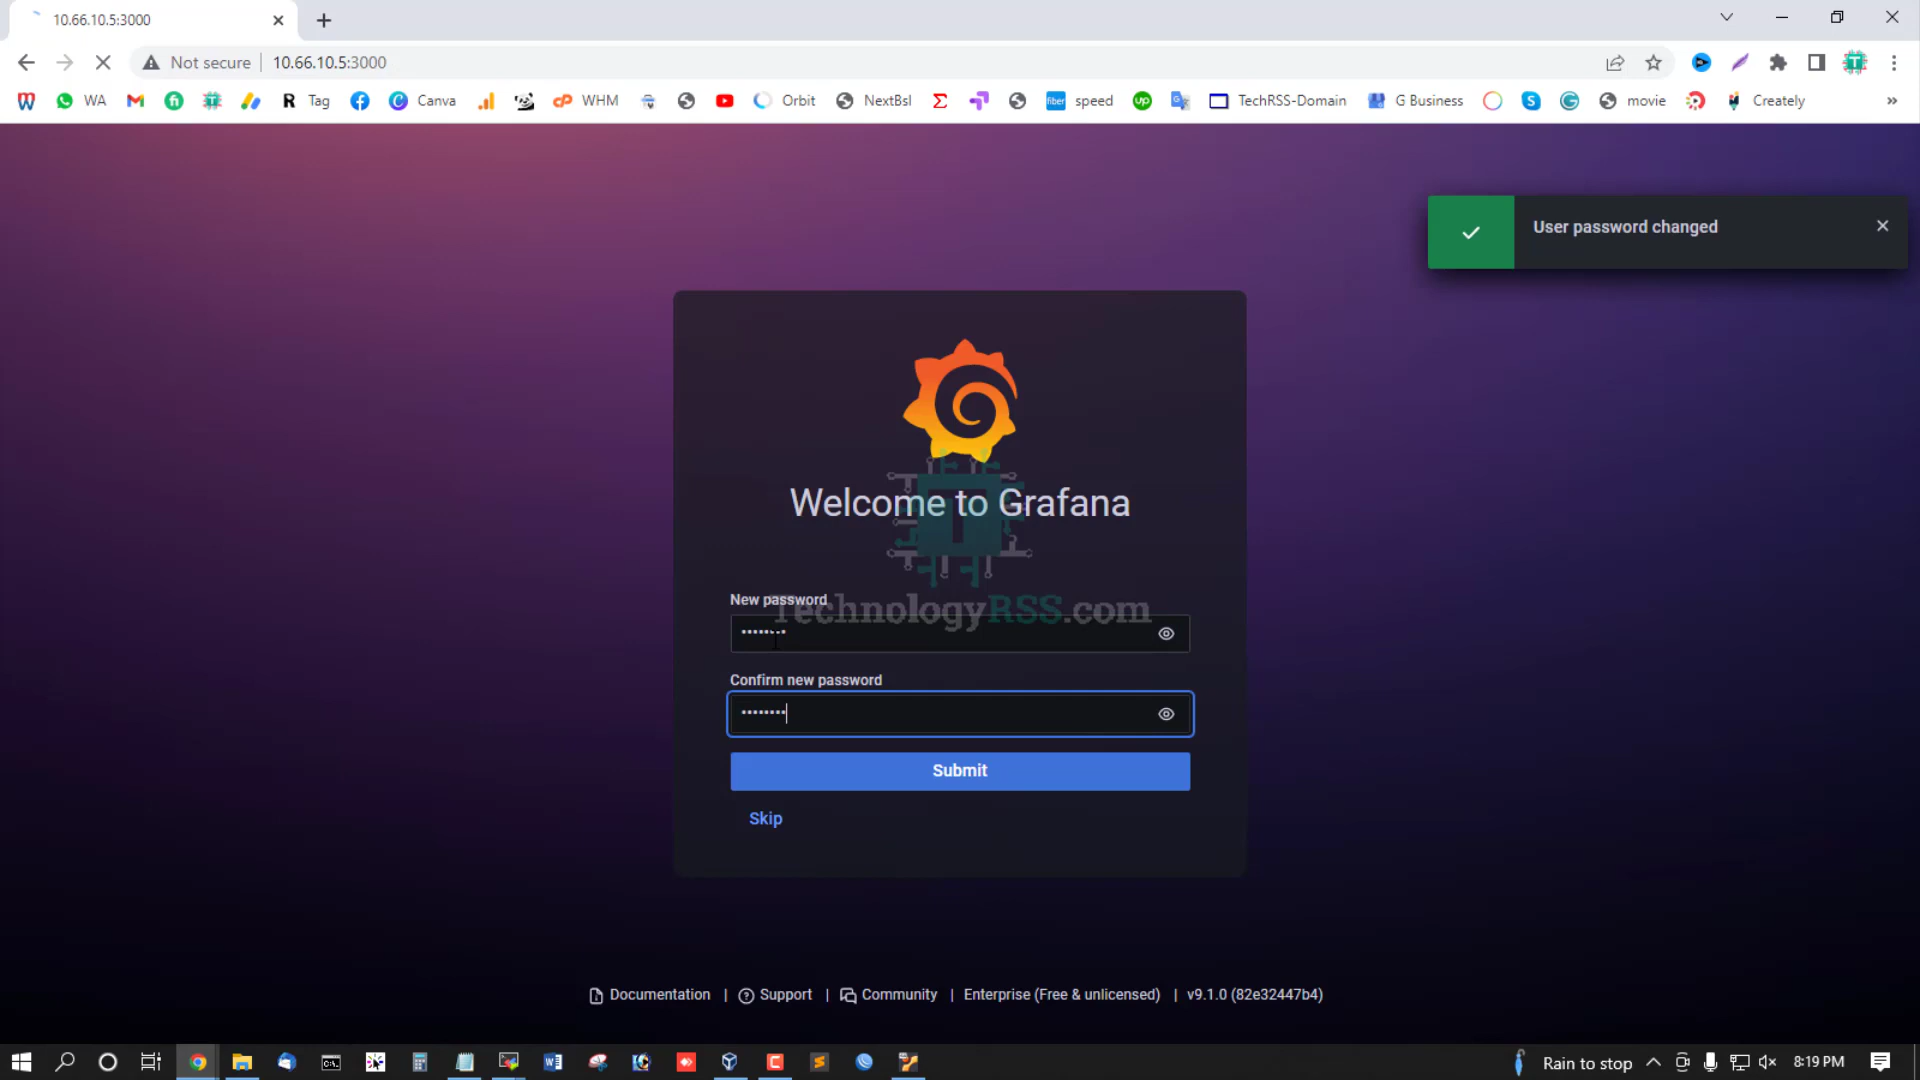 10.66.10.5:3000
Not secure
10.66.10.5:3000
WA
Tag
Canva
WHM
Orbit
NextBsl
fiber
speed
up
TechRSS-Domain
G Business
movie
Creately
»
User password changed
Welcome to Grafana
TechnologyRSS.com
New password
••••••••
Confirm new password
••••••••
Submit
Skip
Documentation | Support | Community | Enterprise (Free & unlicensed) | v9.1.0 (82e32447b4)
Rain to stop
8:19 PM